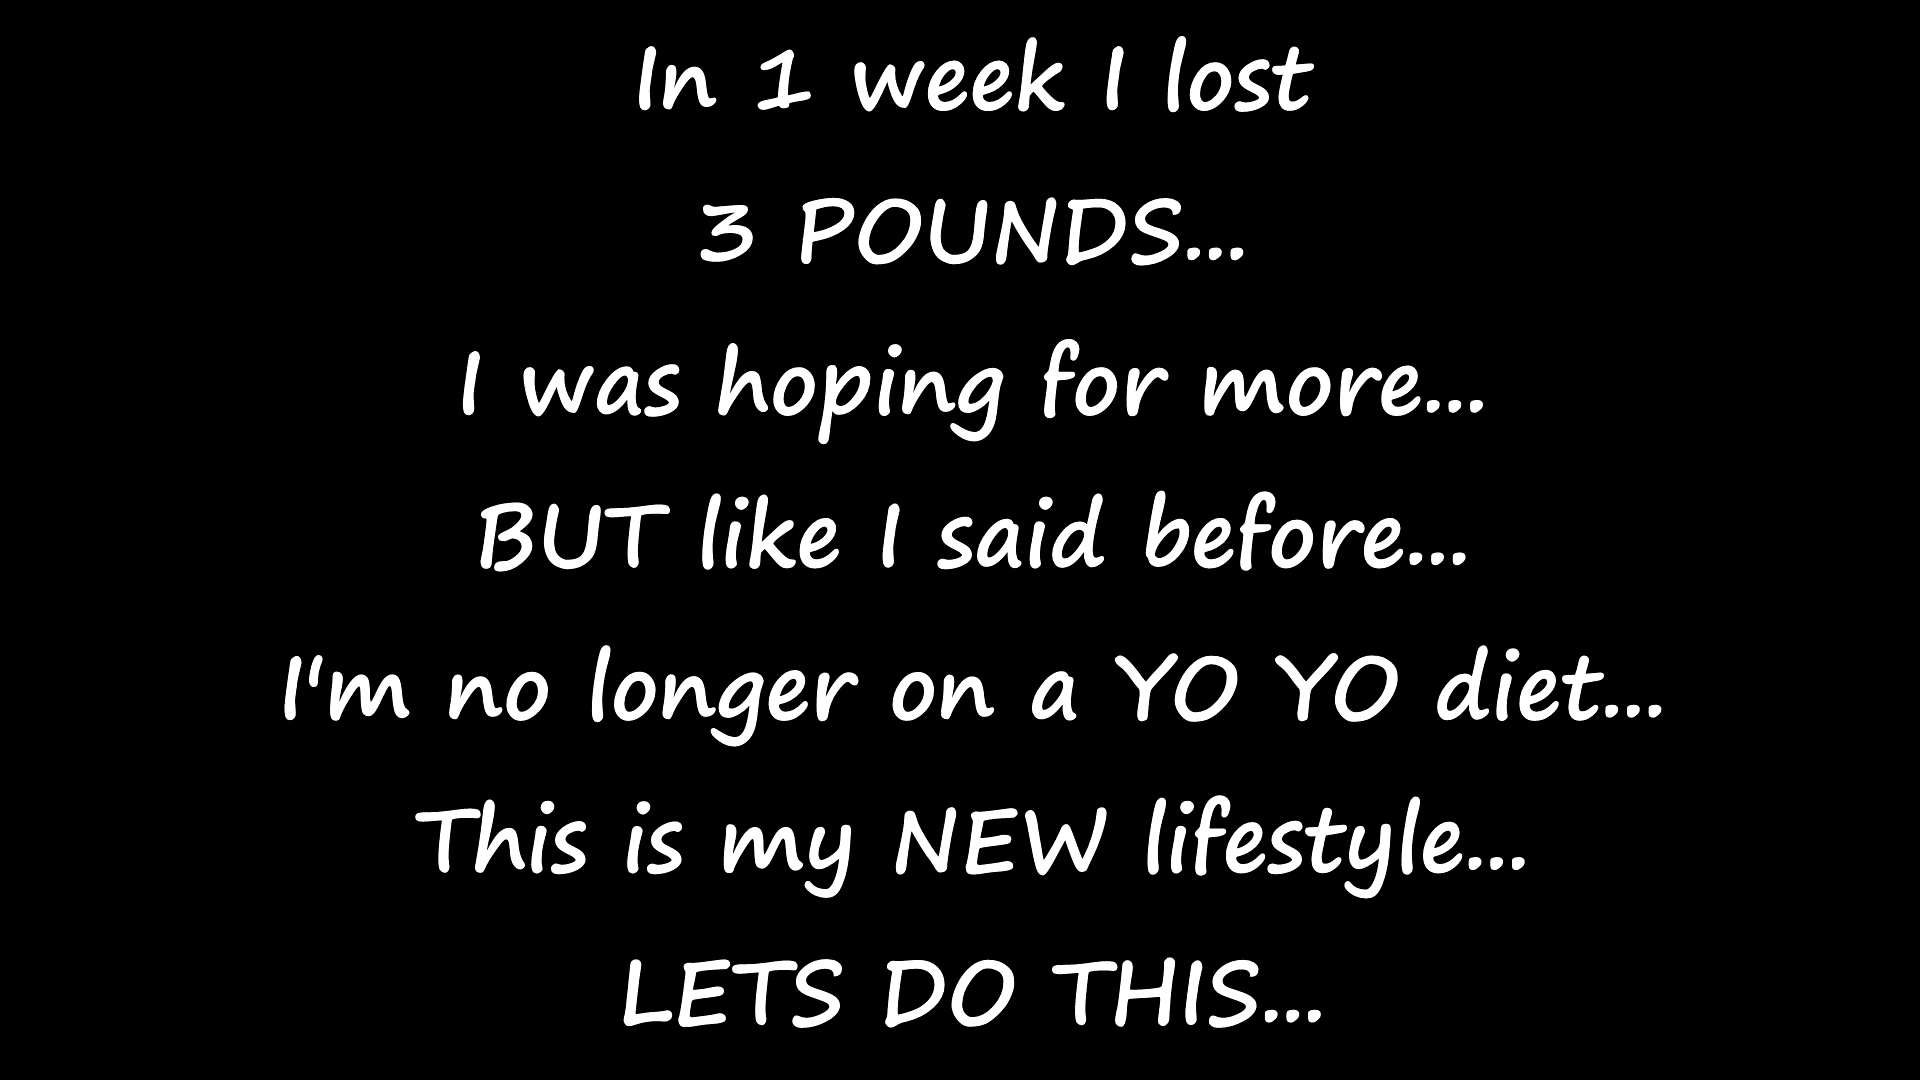 In 1 week I lost
3 POUNDS...
I was hoping for more...
BUT like I said before...
I'm no longer on a YO YO diet...
This is my NEW lifestyle...
LETS DO THIS...